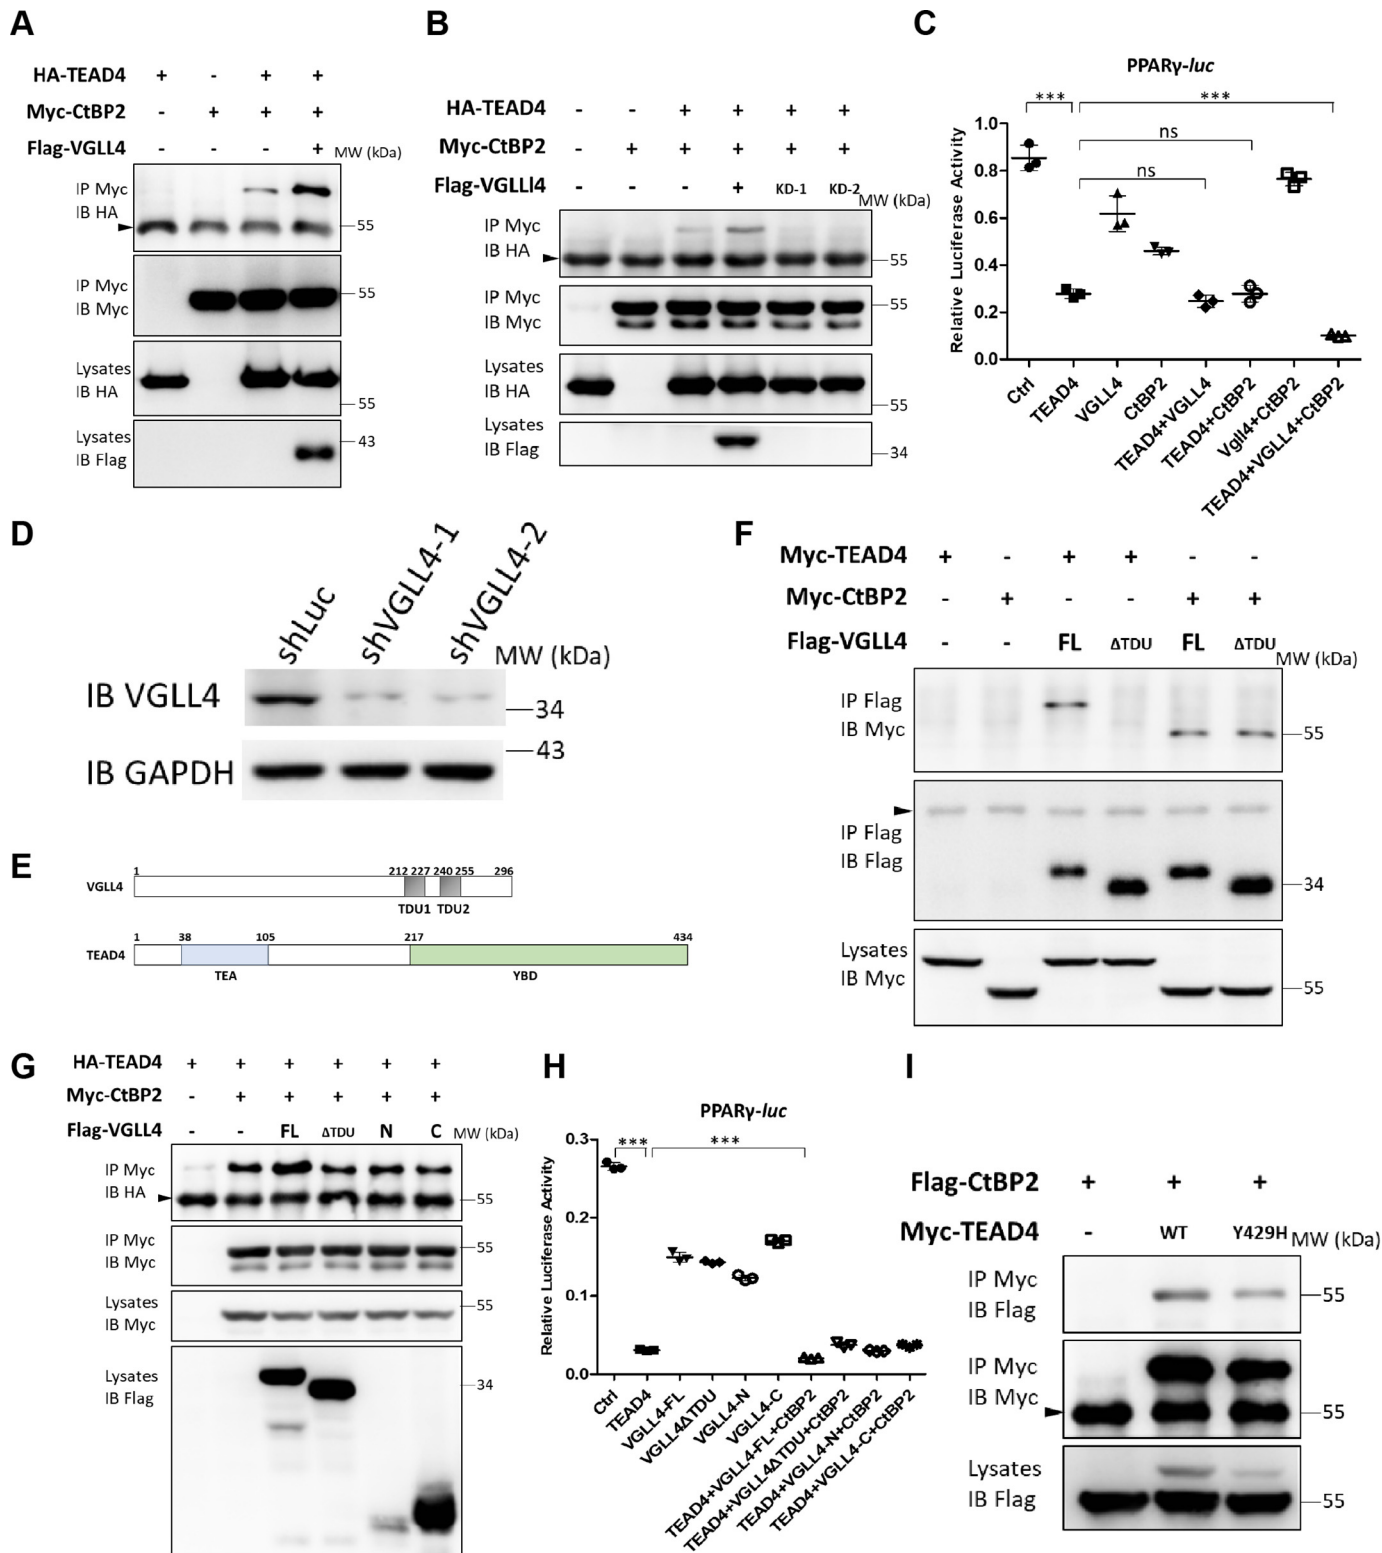 A
HA-TEAD4 + - + +
Myc-CtBP2 - + + +
Flag-VGLL4 - - - + MW (kDa)
IP Myc
IB HA
55
IP Myc
IB Myc
55
Lysates
IB HA
55
Lysates
IB Flag
43
B
HA-TEAD4 - - + + + +
Myc-CtBP2 - + + + + +
Flag-VGLLl4 - - - + KD-1 KD-2
MW (kDa)
IP Myc
IB HA
55
IP Myc
IB Myc
55
Lysates
IB HA
55
Lysates
IB Flag
34
C
PPARγ-luc
*** ***
ns
ns
Relative Luciferase Activity
1.0
0.8
0.6
0.4
0.2
0.0
Ctrl
TEAD4
VGLL4
CtBP2
TEAD4+VGLL4
TEAD4+CtBP2
Vgll4+CtBP2
TEAD4+VGLL4+CtBP2
D
shLuc
shVGLL4-1
shVGLL4-2
MW (kDa)
IB VGLL4
34
43
IB GAPDH
E
1 212 227 240 255 296
VGLL4
TDU1 TDU2
1 38 105 217 434
TEAD4
TEA YBD
F
Myc-TEAD4 + - + + - -
Myc-CtBP2 - + - - + +
Flag-VGLL4 - - FL ΔTDU FL ΔTDU
MW (kDa)
IP Flag
IB Myc
55
IP Flag
IB Flag
34
Lysates
IB Myc
55
G
HA-TEAD4 + + + + + +
Myc-CtBP2 - + + + + +
Flag-VGLL4 - - FL ΔTDU N C MW (kDa)
IP Myc
IB HA
55
IP Myc
IB Myc
55
Lysates
IB Myc
55
Lysates
IB Flag
34
H
PPARγ-luc
*** ***
Relative Luciferase Activity
0.3
0.2
0.1
0.0
Ctrl
TEAD4
VGLL4-FL
VGLL4ΔTDU
VGLL4-N
VGLL4-C
TEAD4+VGLL4-FL+CtBP2
TEAD4+VGLL4ΔTDU+CtBP2
TEAD4+VGLL4-N+CtBP2
TEAD4+VGLL4-C+CtBP2
I
Flag-CtBP2 + + +
Myc-TEAD4 - WT Y429H MW (kDa)
IP Myc
IB Flag
55
IP Myc
IB Myc
55
Lysates
IB Flag
55